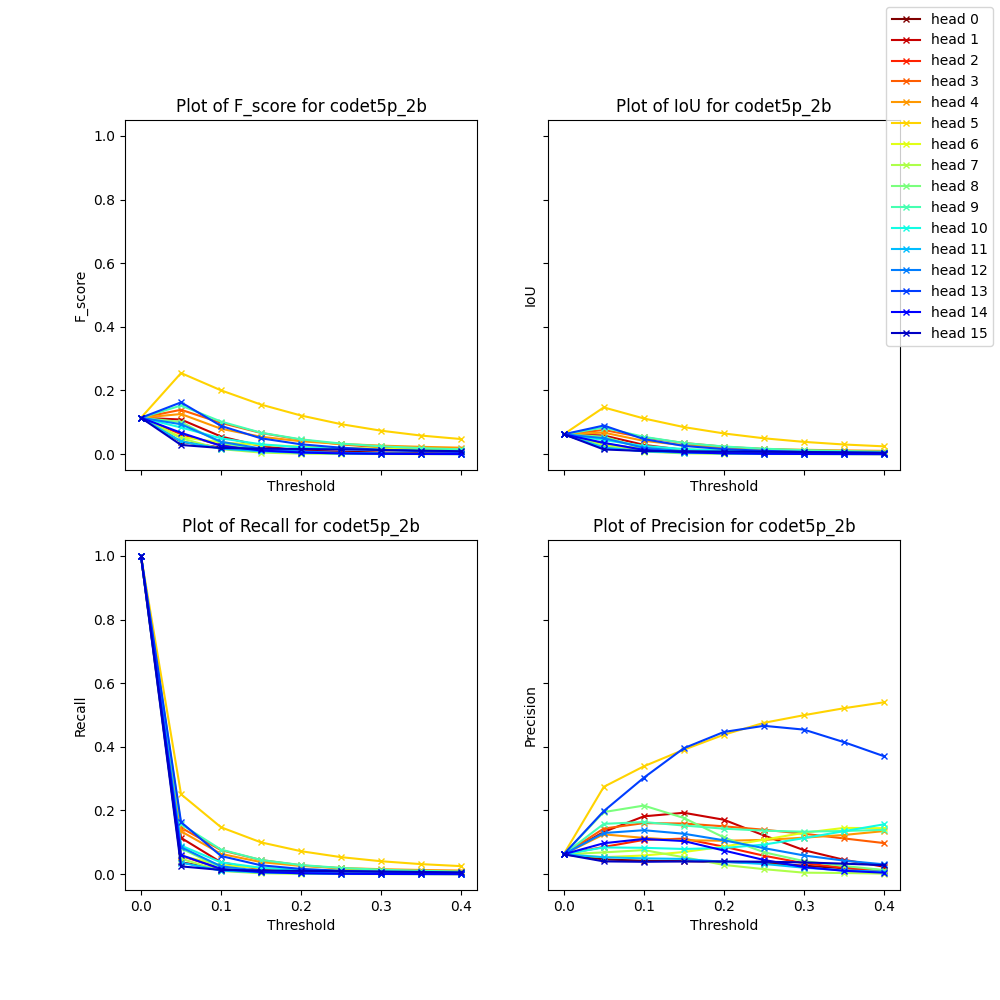 head 0
head 1
head 2
head 3
head 4
head 5
head 6
head 7
head 8
head 9
head 10
head 11
head 12
head 13
head 14
head 15
Plot of F_score for codet5p_2b
1.0
0.8
0.6
0.4
0.2
0.0
F_score
Threshold
Plot of IoU for codet5p_2b
IoU
Threshold
Plot of Recall for codet5p_2b
1.0
0.8
0.6
0.4
0.2
0.0
Recall
0.0 0.1 0.2 0.3 0.4
Threshold
Plot of Precision for codet5p_2b
Precision
0.0 0.1 0.2 0.3 0.4
Threshold